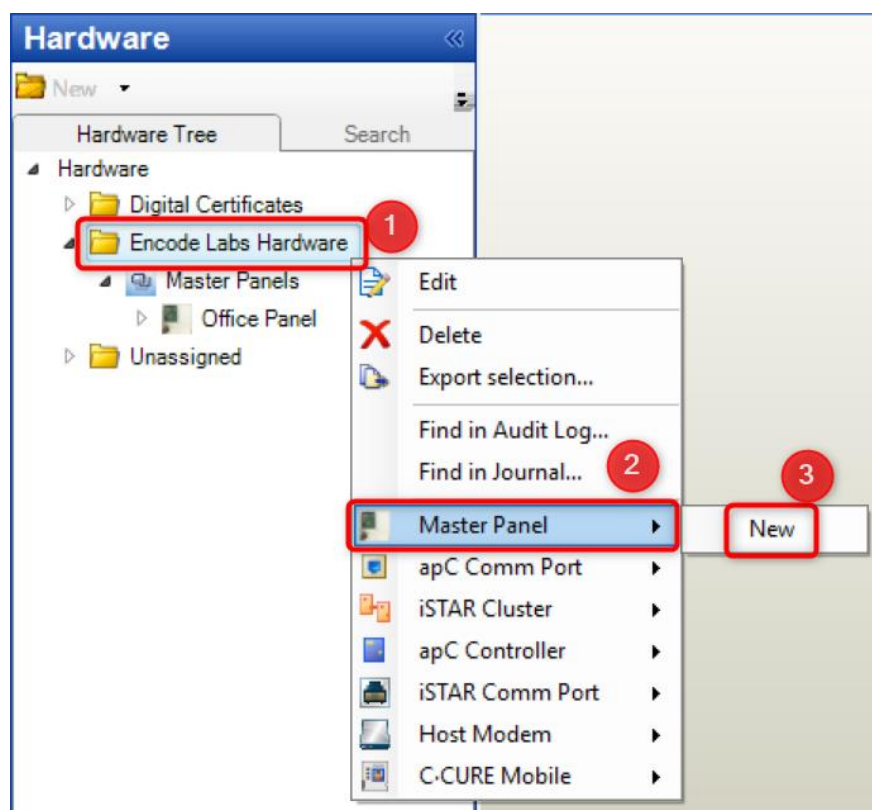 Hardware
New
Hardware Tree
Search
Hardware
Digital Certificates
Encode Labs Hardware
1
Master Panels
Office Panel
Unassigned
Edit
Delete
Export selection...
Find in Audit Log...
Find in Journal...
2
3
Master Panel
New
apC Comm Port
iSTAR Cluster
apC Controller
iSTAR Comm Port
Host Modem
C·CURE Mobile